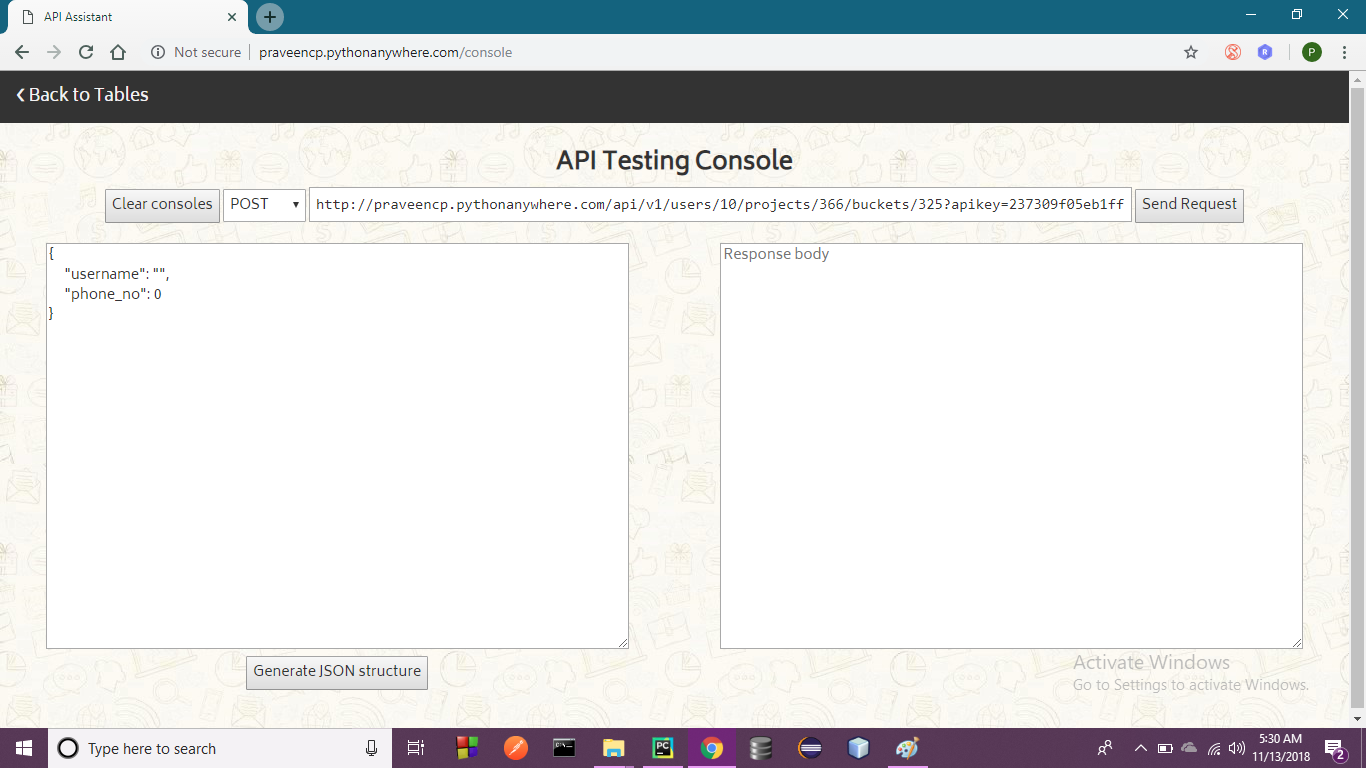 API Assistant
Not secure
praveencp.pythonanywhere.com/console
R
P
Back to Tables
API Testing Console
Clear consoles
POST
http://praveencp.pythonanywhere.com/api/v1/users/10/projects/366/buckets/325?apikey=237309f05eb1ff
Send Request
{
"username": "",
"phone_no": 0
}
Response body
Generate JSON structure
Activate Windows
Go to Settings to activate Windows.
Type here to search
PC
5:30 AM
11/13/2018
2